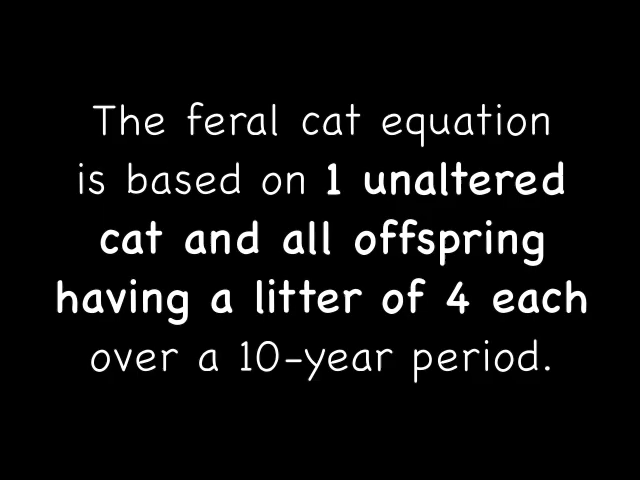 The feral cat equation
is based on 1 unaltered
cat and all offspring
having a litter of 4 each
over a 10-year period.